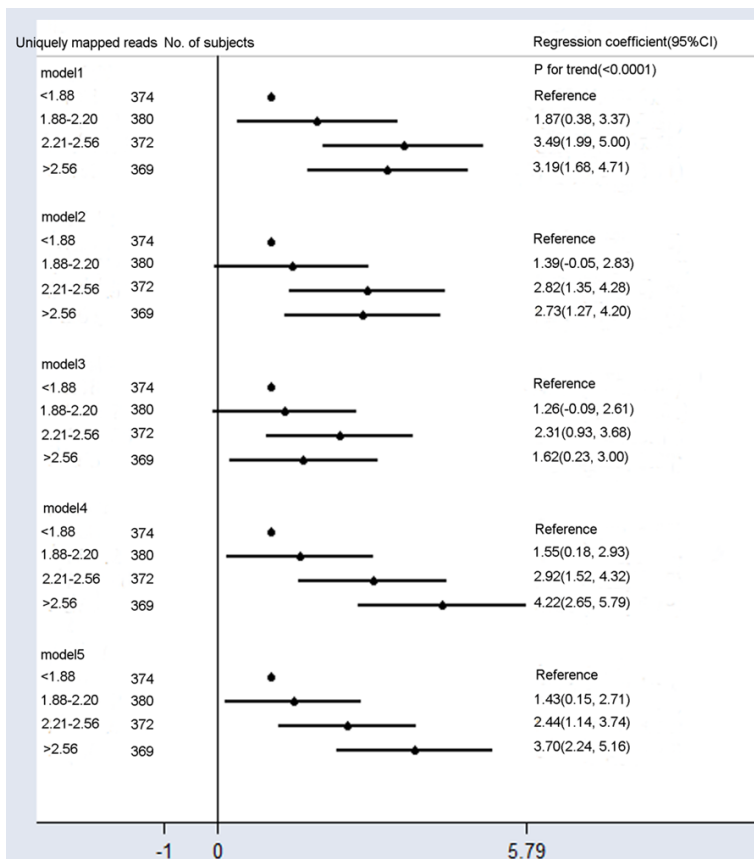 Uniquely mapped reads No. of subjects Regression coefficient(95%CI)
model1 P for trend(<0.0001)
<1.88 374 Reference
1.88-2.20 380 1.87(0.38, 3.37)
2.21-2.56 372 3.49(1.99, 5.00)
>2.56 369 3.19(1.68, 4.71)
model2
<1.88 374 Reference
1.88-2.20 380 1.39(-0.05, 2.83)
2.21-2.56 372 2.82(1.35, 4.28)
>2.56 369 2.73(1.27, 4.20)
model3
<1.88 374 Reference
1.88-2.20 380 1.26(-0.09, 2.61)
2.21-2.56 372 2.31(0.93, 3.68)
>2.56 369 1.62(0.23, 3.00)
model4
<1.88 374 Reference
1.88-2.20 380 1.55(0.18, 2.93)
2.21-2.56 372 2.92(1.52, 4.32)
>2.56 369 4.22(2.65, 5.79)
model5
<1.88 374 Reference
1.88-2.20 380 1.43(0.15, 2.71)
2.21-2.56 372 2.44(1.14, 3.74)
>2.56 369 3.70(2.24, 5.16)
-1 0 5.79